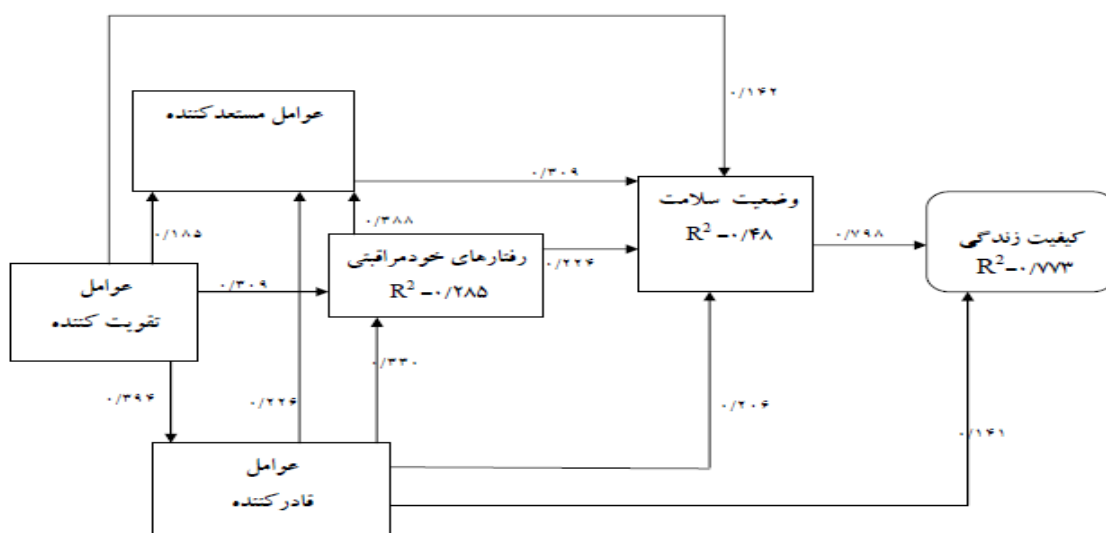 ۰/۱۴۲
عوامل مستعدکننده
۰/۳۰۹
وضعیت سلامت
R² =۰/۴۸
۰/۷۹۸
کیفیت زندگی
R²=۰/۷۷۳
۰/۳۸۸
۰/۱۸۵
رفتارهای خودمراقبتی
R² =۰/۲۸۵
۰/۲۲۴
عوامل
تقویت کننده
۰/۳۰۹
۰/۳۹۴
۰/۲۲۶
۰/۳۳۰
۰/۲۰۶
۰/۱۴۱
عوامل
قادرکننده